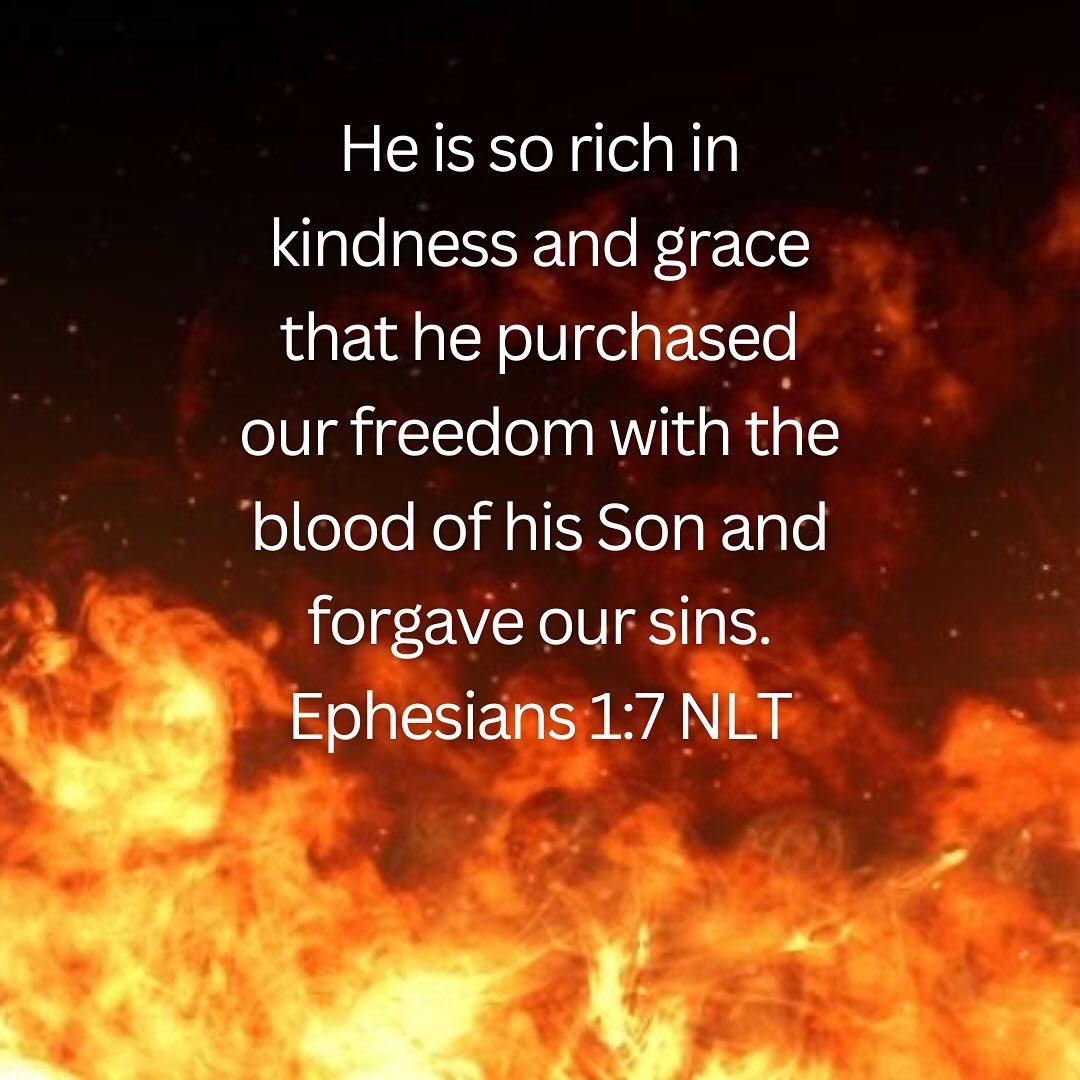 He is so rich in
kindness and grace
that he purchased
our freedom with the
blood of his Son and
forgave our sins.
Ephesians 1:7 NLT